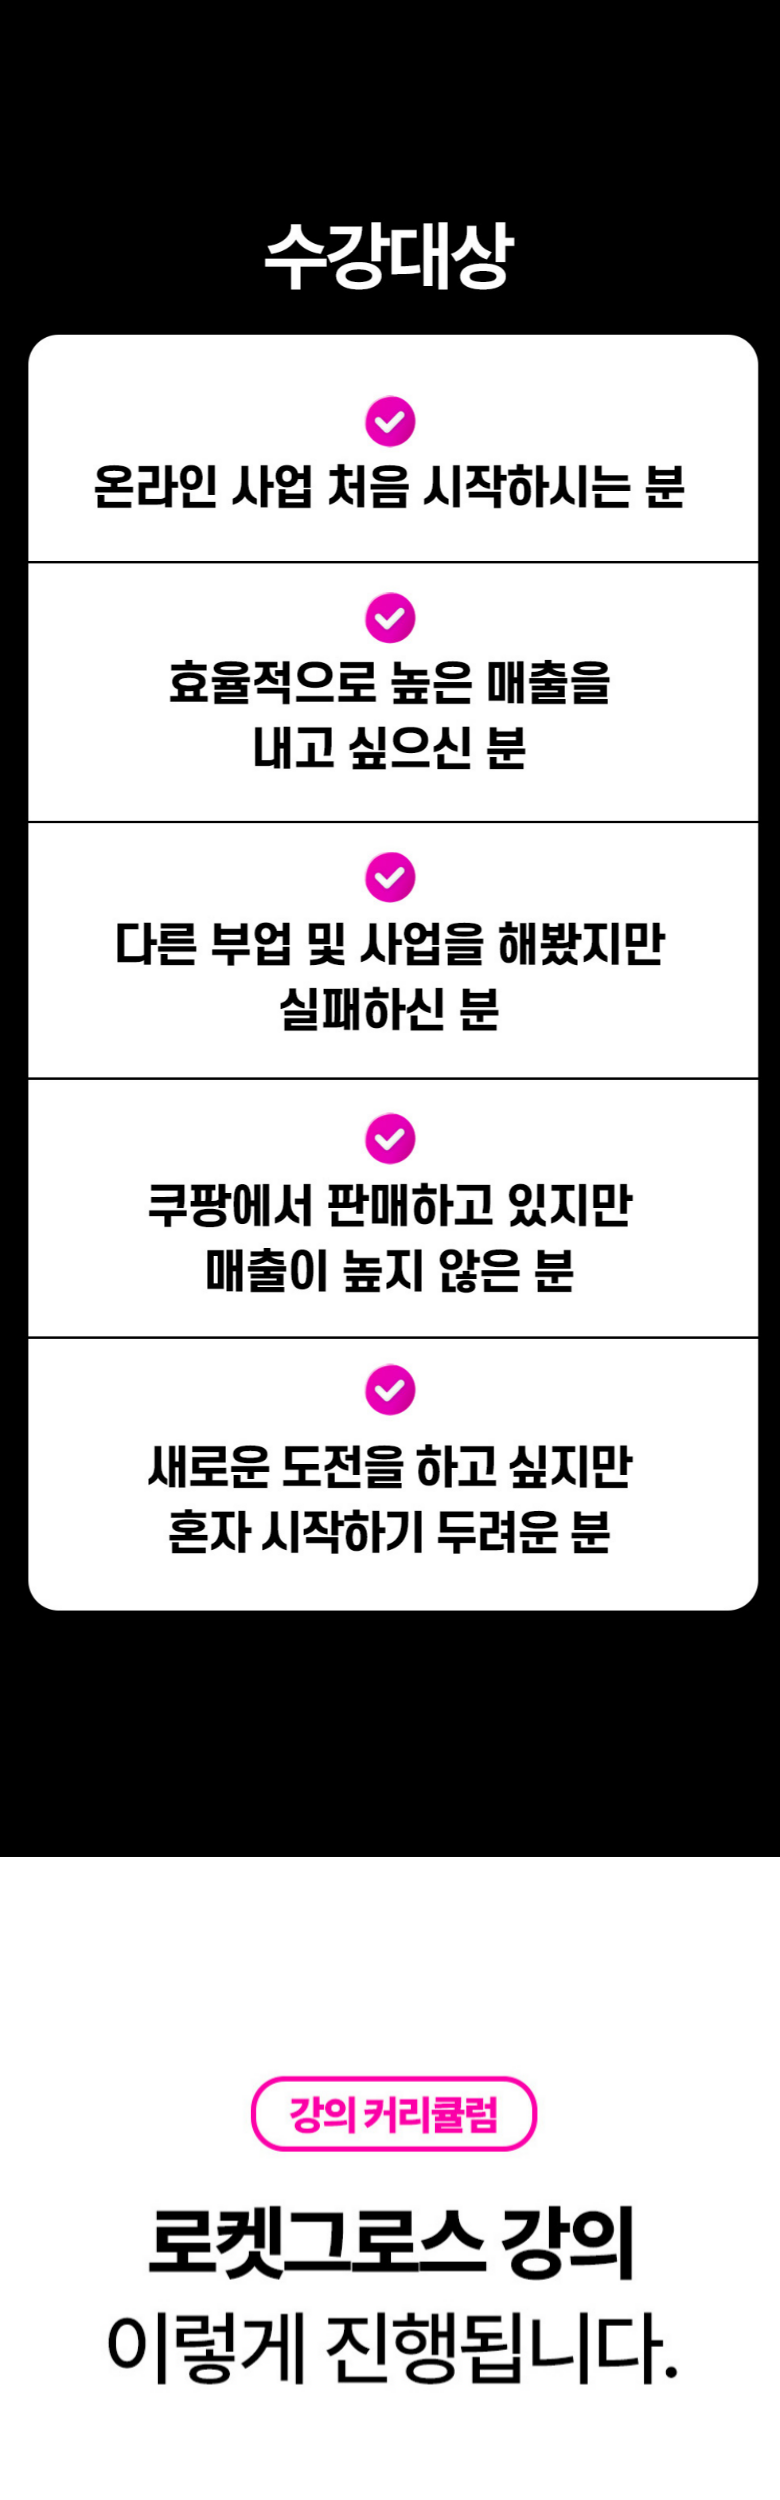 수강대상
온라인 사업 처음 시작하시는 분
효율적으로 높은 매출을
내고 싶으신 분
다른 부업 및 사업을 해봤지만
실패하신 분
쿠팡에서 판매하고 있지만
매출이 높지 않은 분
새로운 도전을 하고 싶지만
혼자 시작하기 두려운 분
강의 커리큘럼
로켓그로스 강의
이렇게 진행됩니다.